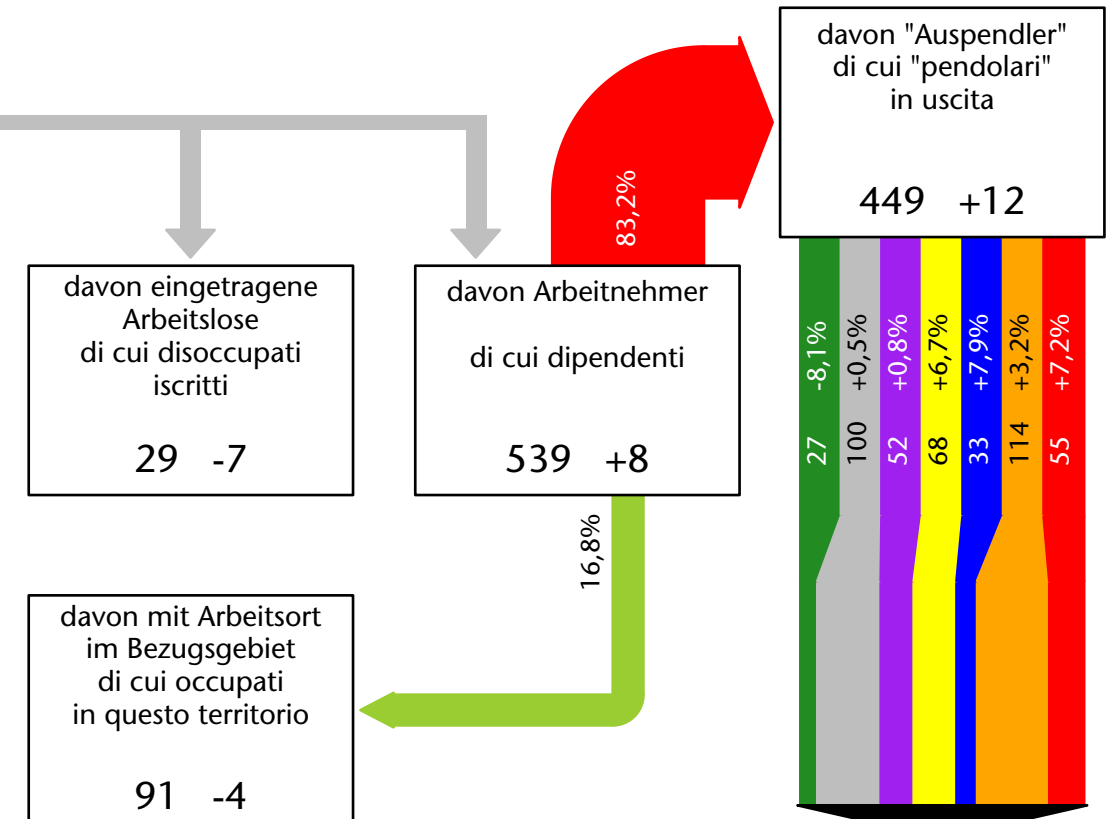 davon "Auspendler"
di cui "pendolari"
in uscita
449 +12
83,2%
davon eingetragene
Arbeitslose
di cui disoccupati
iscritti
29 -7
davon Arbeitnehmer
di cui dipendenti
539 +8
27 -8,1%
100 +0,5%
52 +0,8%
68 +6,7%
33 +7,9%
114 +3,2%
55 +7,2%
16,8%
davon mit Arbeitsort
im Bezugsgebiet
di cui occupati
in questo territorio
91 -4